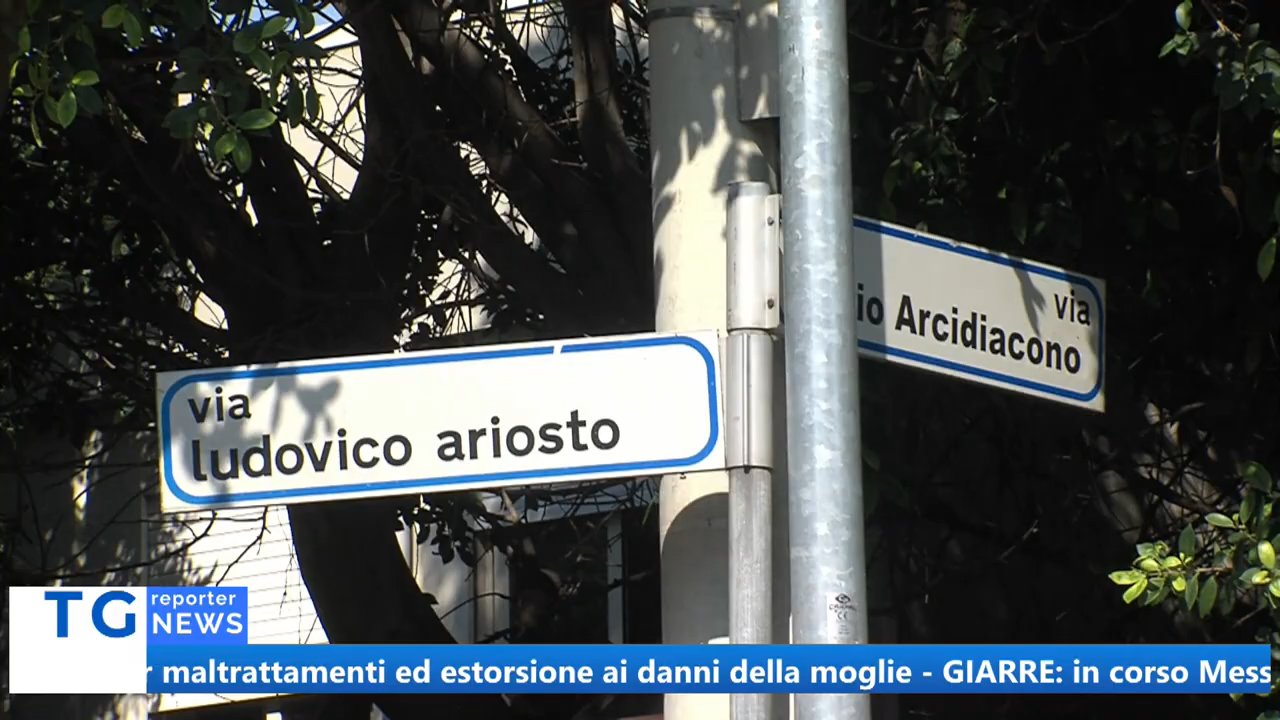 via
ludovico ariosto
via
io Arcidiacono
TG reporter
NEWS
maltrattamenti ed estorsione ai danni della moglie - GIARRE: in corso Mess